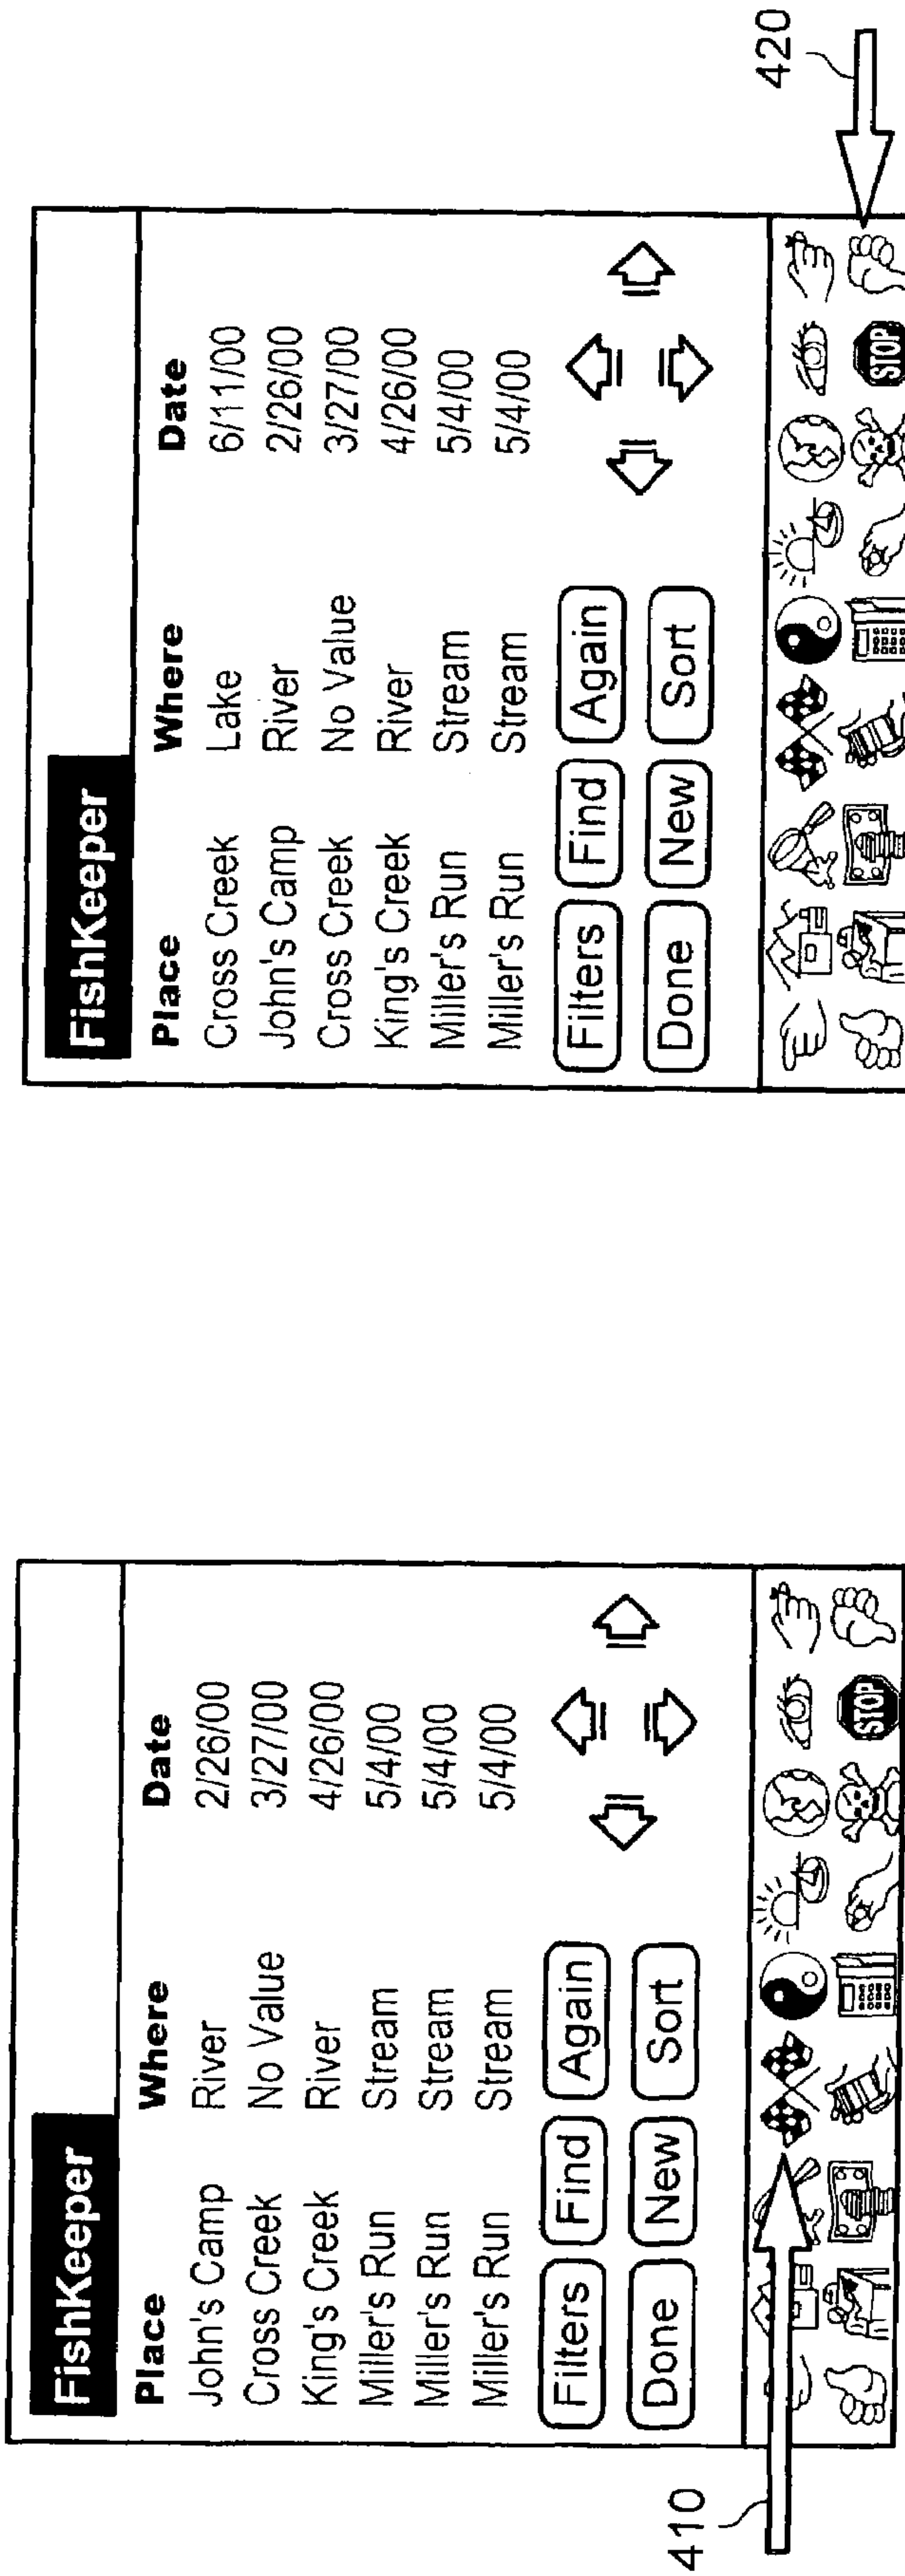 FishKeeper
Place Where Date
John's Camp River 2/26/00
Cross Creek No Value 3/27/00
King's Creek River 4/26/00
Miller's Run Stream 5/4/00
Miller's Run Stream 5/4/00
Miller's Run Stream 5/4/00
Filters Find Again
Done New Sort
STOP
410
FishKeeper
Place Where Date
Cross Creek Lake 6/11/00
John's Camp River 2/26/00
Cross Creek No Value 3/27/00
King's Creek River 4/26/00
Miller's Run Stream 5/4/00
Miller's Run Stream 5/4/00
Filters Find Again
Done New Sort
STOP
420